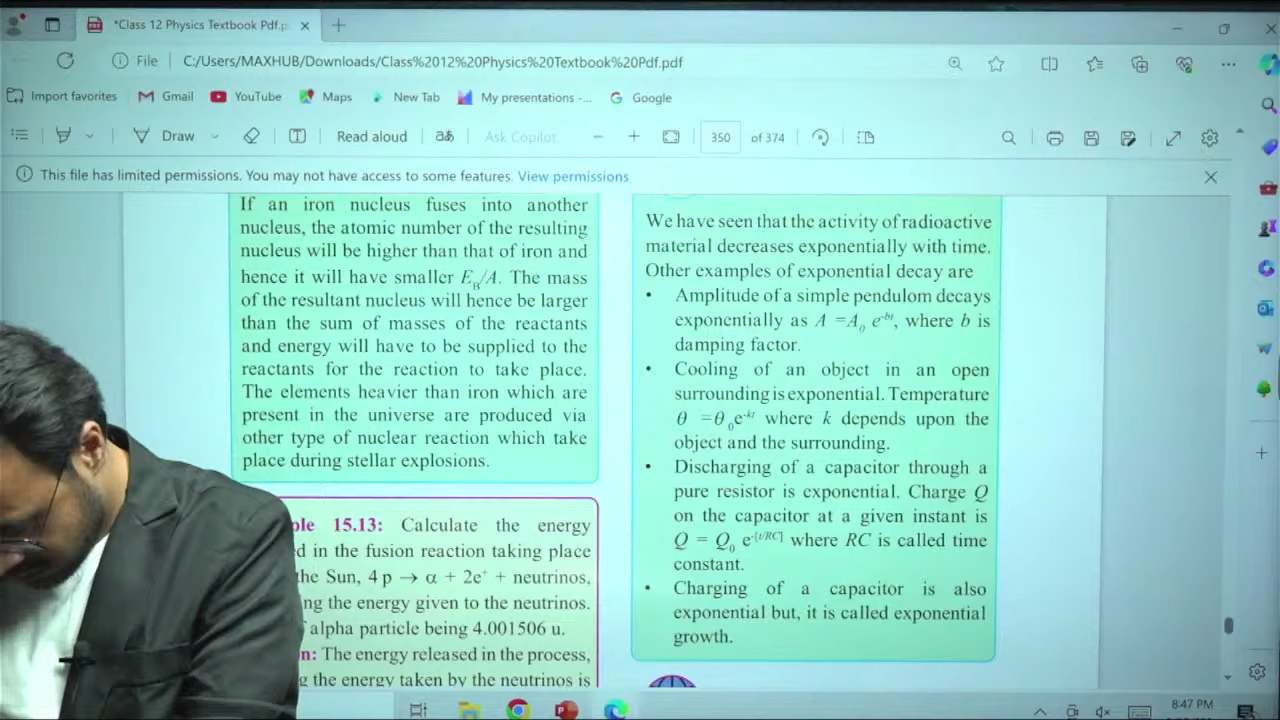 *Class 12 Physics Textbook Pdf.p
File C:/Users/MAXHUB/Downloads/Class%2012%20Physics%20Textbook%20Pdf.pdf
Import favorites Gmail YouTube Maps New Tab My presentations -... Google
Draw Read aloud aあ Ask Copilot 350 of 374
This file has limited permissions. You may not have access to some features. View permissions
If an iron nucleus fuses into another
nucleus, the atomic number of the resulting
nucleus will be higher than that of iron and
hence it will have smaller E_B/A. The mass
of the resultant nucleus will hence be larger
than the sum of masses of the reactants
and energy will have to be supplied to the
reactants for the reaction to take place.
The elements heavier than iron which are
present in the universe are produced via
other type of nuclear reaction which take
place during stellar explosions.
ple 15.13: Calculate the energy
d in the fusion reaction taking place
the Sun, 4 p → α + 2e⁺ + neutrinos,
ng the energy given to the neutrinos.
alpha particle being 4.001506 u.
n: The energy released in the process,
g the energy taken by the neutrinos is
We have seen that the activity of radioactive
material decreases exponentially with time.
Other examples of exponential decay are
• Amplitude of a simple pendulom decays
exponentially as A =A₀ e^-bt, where b is
damping factor.
• Cooling of an object in an open
surrounding is exponential. Temperature
θ =θ₀e^-kt where k depends upon the
object and the surrounding.
• Discharging of a capacitor through a
pure resistor is exponential. Charge Q
on the capacitor at a given instant is
Q = Q₀ e^-[t/RC] where RC is called time
constant.
• Charging of a capacitor is also
exponential but, it is called exponential
growth.
8:47 PM